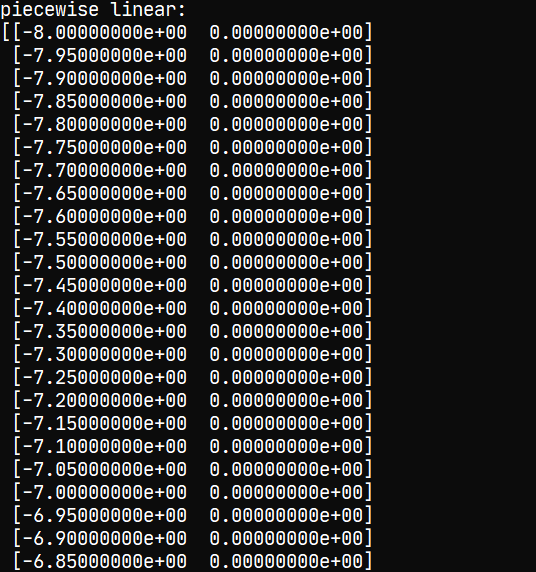 piecewise linear:
[[-8.00000000e+00  0.00000000e+00]
 [-7.95000000e+00  0.00000000e+00]
 [-7.90000000e+00  0.00000000e+00]
 [-7.85000000e+00  0.00000000e+00]
 [-7.80000000e+00  0.00000000e+00]
 [-7.75000000e+00  0.00000000e+00]
 [-7.70000000e+00  0.00000000e+00]
 [-7.65000000e+00  0.00000000e+00]
 [-7.60000000e+00  0.00000000e+00]
 [-7.55000000e+00  0.00000000e+00]
 [-7.50000000e+00  0.00000000e+00]
 [-7.45000000e+00  0.00000000e+00]
 [-7.40000000e+00  0.00000000e+00]
 [-7.35000000e+00  0.00000000e+00]
 [-7.30000000e+00  0.00000000e+00]
 [-7.25000000e+00  0.00000000e+00]
 [-7.20000000e+00  0.00000000e+00]
 [-7.15000000e+00  0.00000000e+00]
 [-7.10000000e+00  0.00000000e+00]
 [-7.05000000e+00  0.00000000e+00]
 [-7.00000000e+00  0.00000000e+00]
 [-6.95000000e+00  0.00000000e+00]
 [-6.90000000e+00  0.00000000e+00]
 [-6.85000000e+00  0.00000000e+00]